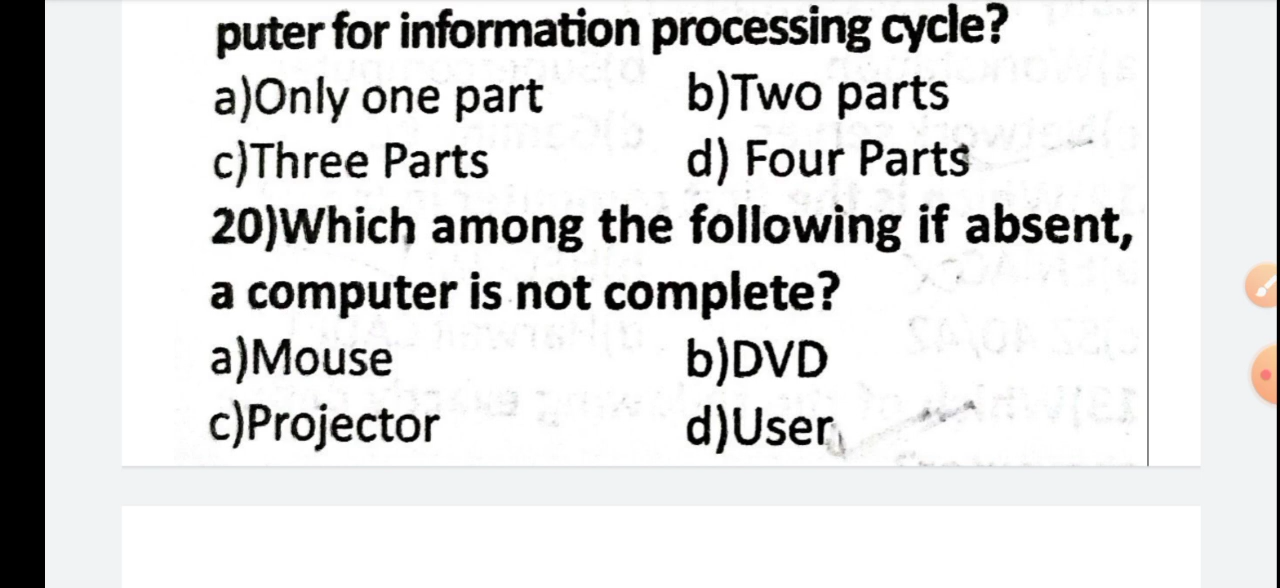 puter for information processing cycle?
a)Only one part b)Two parts
c)Three Parts d) Four Parts
20)Which among the following if absent,
a computer is not complete?
a)Mouse b)DVD
c)Projector d)User